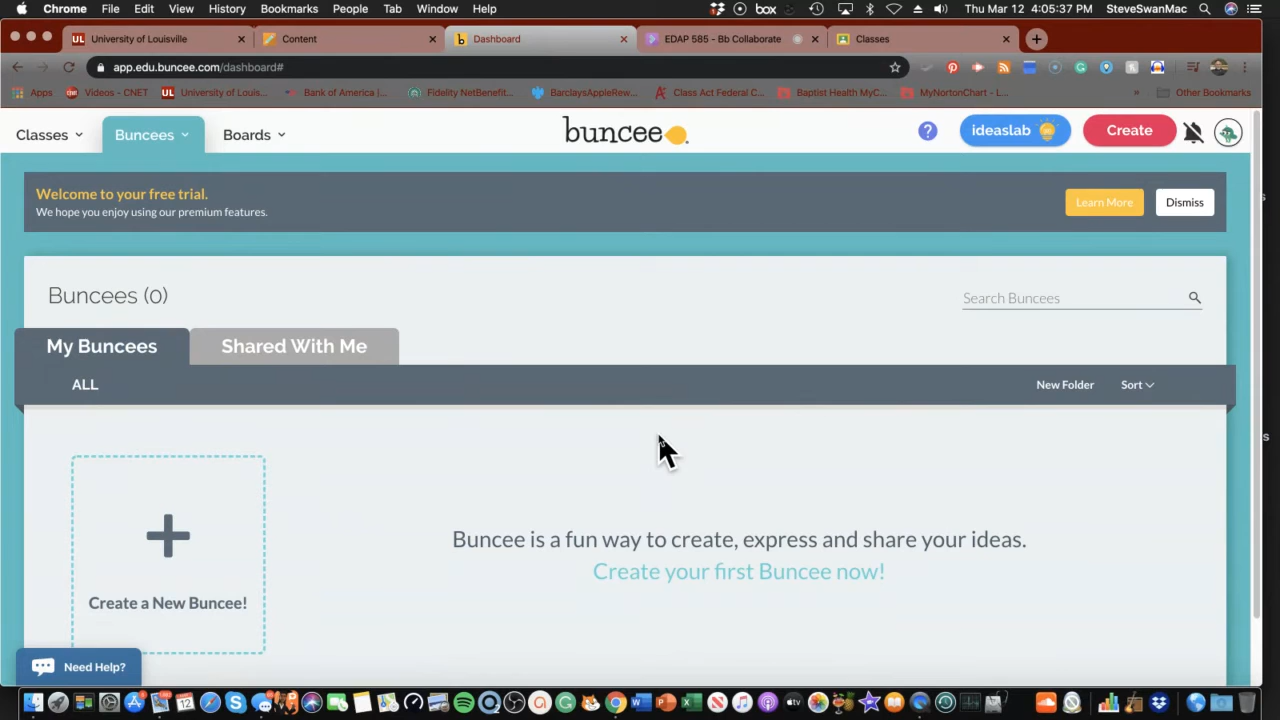 Chrome File Edit View History Bookmarks People Tab Window Help box Thu Mar 12 4:05:37 PM SteveSwanMac
UL University of Louisville Content b Dashboard EDAP 585 - Bb Collaborate Classes
app.edu.buncee.com/dashboard#
Apps Videos - CNET UL University of Louis... Bank of America |... Fidelity NetBenefit... BarclaysAppleRew... Class Act Federal C... Baptist Health MyC... MyNortonChart - L... » Other Bookmarks
Classes Buncees Boards buncee ? ideaslab Create
Welcome to your free trial.
We hope you enjoy using our premium features.
Learn More Dismiss
Buncees (0) Search Buncees
My Buncees Shared With Me
ALL New Folder Sort
Buncee is a fun way to create, express and share your ideas.
Create your first Buncee now!
Create a New Buncee!
Need Help?